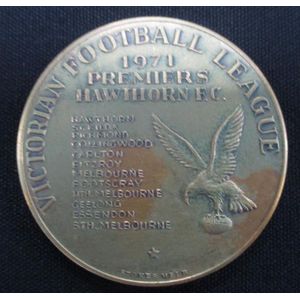 VICTORIAN FOOTBALL LEAGUE
1971
PREMIERS
HAWTHORN F.C.
HAWTHORN
ST.KILDA
RICHMOND
COLLINGWOOD
CARLTON
FITZROY
MELBOURNE
FOOTSCRAY
NTH.MELBOURNE
GEELONG
ESSENDON
STH.MELBOURNE